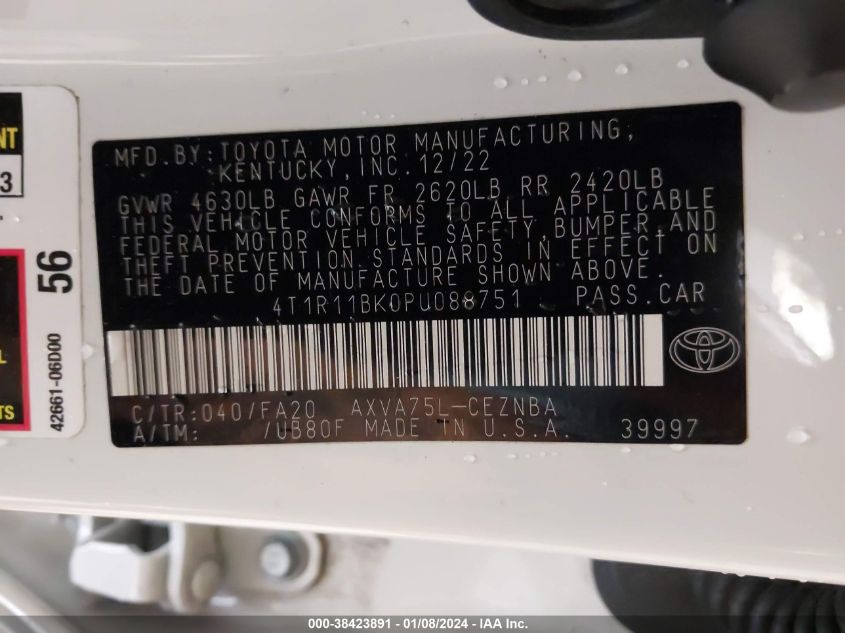 NT
3
56
42661-06D00
L
TS
MFD.BY:TOYOTA MOTOR MANUFACTURING,
KENTUCKY,INC.12/22
GVWR 4630LB GAWR FR 2620LB RR 2420LB
THIS VEHICLE CONFORMS TO ALL APPLICABLE
FEDERAL MOTOR VEHICLE SAFETY,BUMPER,AND
THEFT PREVENTION STANDARDS IN EFFECT ON
THE DATE OF MANUFACTURE SHOWN ABOVE.
4T1R11BK0PU088751 PASS.CAR
C/TR:040/FA20 AXVA75L-CEZNBA
A/TM: /UB80F MADE IN U.S.A. 39997
000-38423891 - 01/08/2024 - IAA Inc.